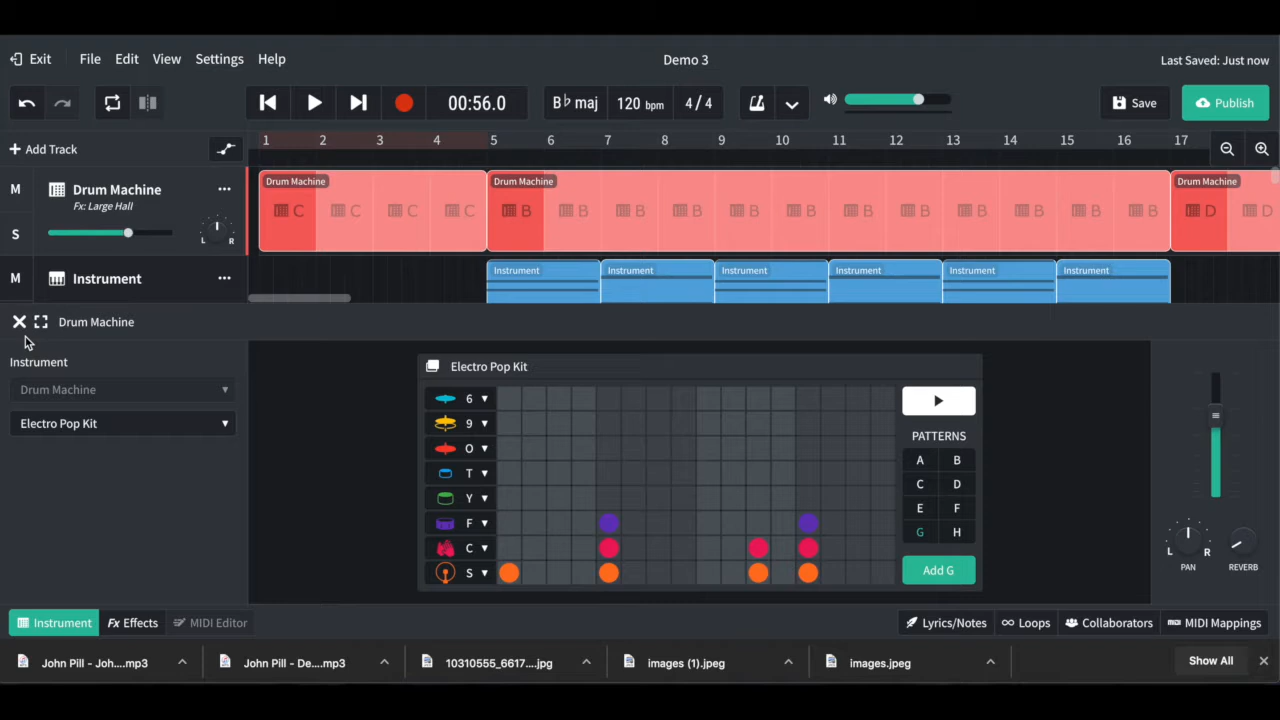 Exit File Edit View Settings Help Demo 3 Last Saved: Just now
00:56.0 B♭ maj 120 bpm 4 / 4 Save Publish
+ Add Track 1 2 3 4 5 6 7 8 9 10 11 12 13 14 15 16 17
M Drum Machine ... Drum Machine Drum Machine Drum Machine
Fx: Large Hall C C C C B B B B B B B B B B B B D D
S L R
M Instrument ... Instrument Instrument Instrument Instrument Instrument Instrument
Drum Machine
Instrument
Drum Machine
Electro Pop Kit
Electro Pop Kit
6
9
O
T
Y
F
C
S
PATTERNS
A B
C D
E F
G H
Add G
L R
PAN REVERB
Instrument Fx Effects MIDI Editor Lyrics/Notes Loops Collaborators MIDI Mappings
John Pill - Joh....mp3 John Pill - De....mp3 10310555_6617....jpg images (1).jpeg images.jpeg Show All